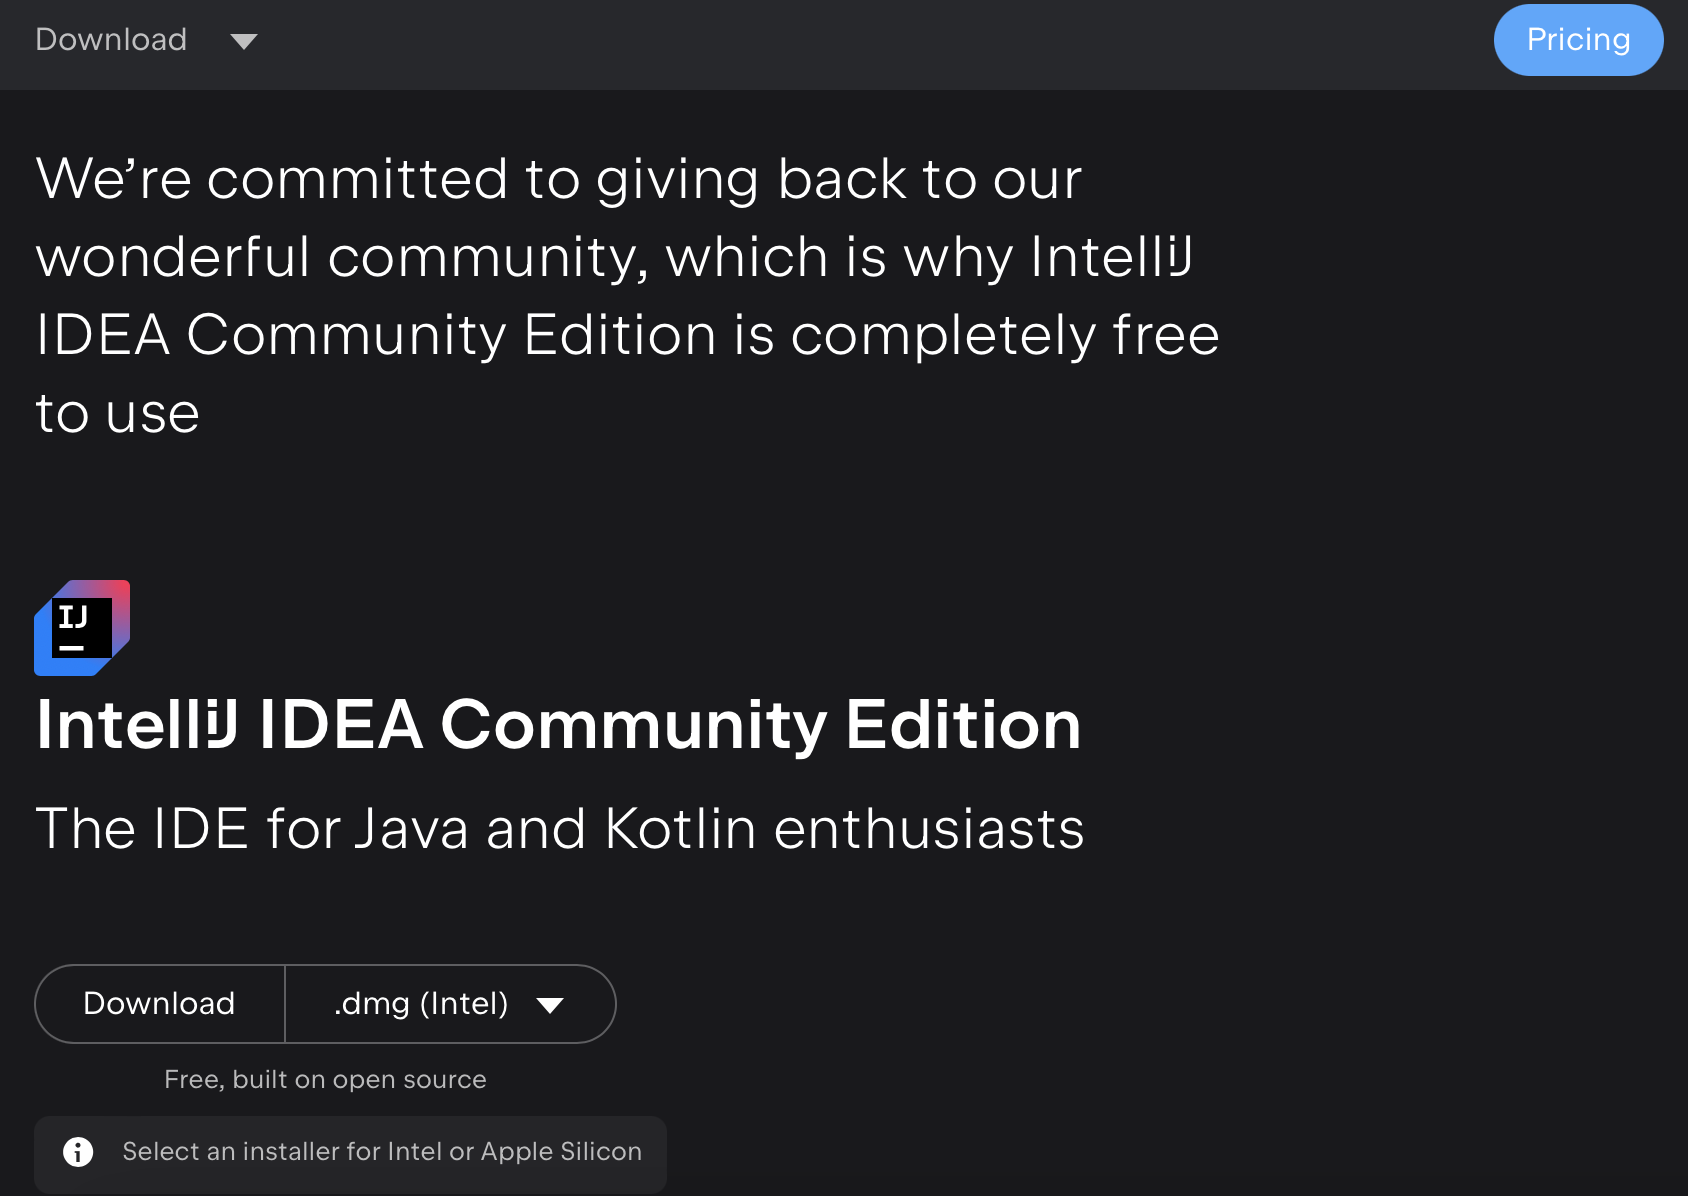 Download
Pricing
We’re committed to giving back to our
wonderful community, which is why IntelliJ
IDEA Community Edition is completely free
to use
IJ
IntelliJ IDEA Community Edition
The IDE for Java and Kotlin enthusiasts
Download
.dmg (Intel)
Free, built on open source
Select an installer for Intel or Apple Silicon